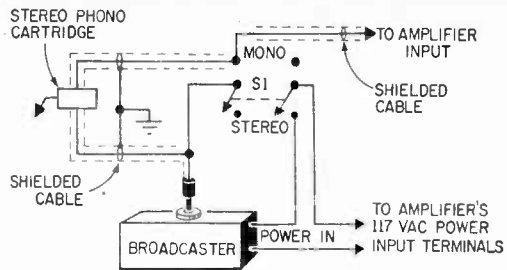 STEREO PHONO
CARTRIDGE
MONO
TO AMPLIFIER
INPUT
S1
SHIELDED
CABLE
STEREO
SHIELDED
CABLE
BROADCASTER
POWER IN
TO AMPLIFIER'S
117 VAC POWER
INPUT TERMINALS